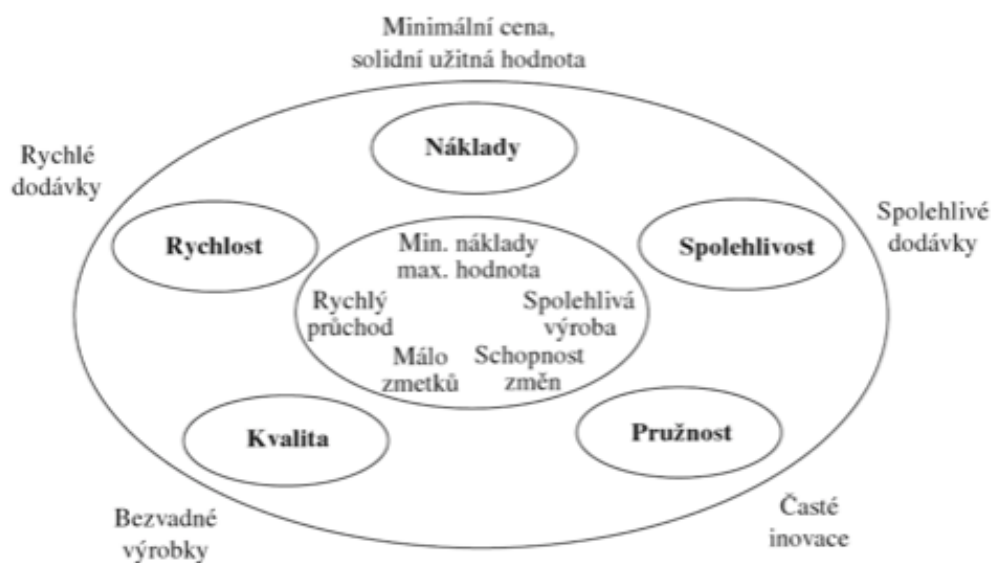 Minimální cena,
solidní užitná hodnota
Náklady
Rychlé
dodávky
Rychlost
Spolehlivost
Spolehlivé
dodávky
Min. náklady
max. hodnota
Rychlý
průchod
Spolehlivá
výroba
Málo
zmetků
Schopnost
změn
Kvalita
Pružnost
Bezvadné
výrobky
Časté
inovace